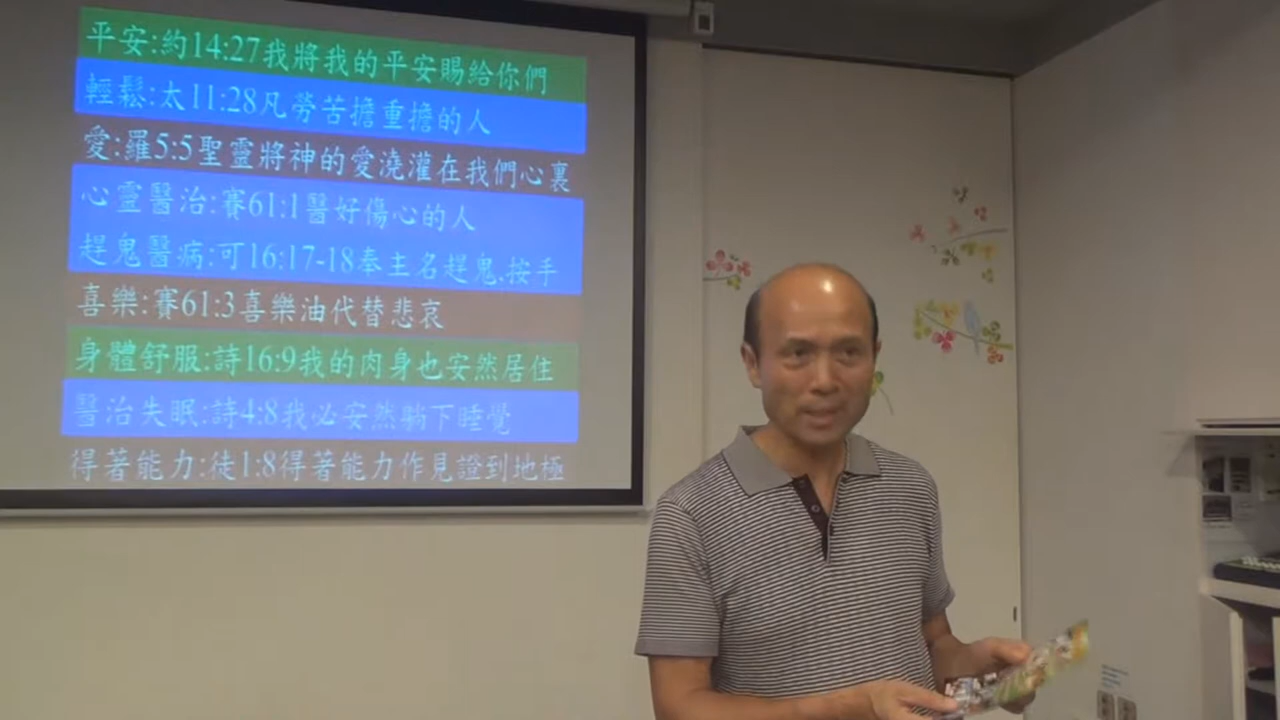 平安:約14:27我將我的平安賜給你們
輕鬆:太11:28凡勞苦擔重擔的人
愛:羅5:5聖靈將神的愛澆灌在我們心裏
心靈醫治:賽61:1醫好傷心的人
趕鬼醫病:可16:17-18奉主名趕鬼.按手
喜樂:賽61:3喜樂油代替悲哀
身體舒服:詩16:9我的肉身也安然居住
醫治失眠:詩4:8我必安然躺下睡覺
得著能力:徒1:8得著能力作見證到地極